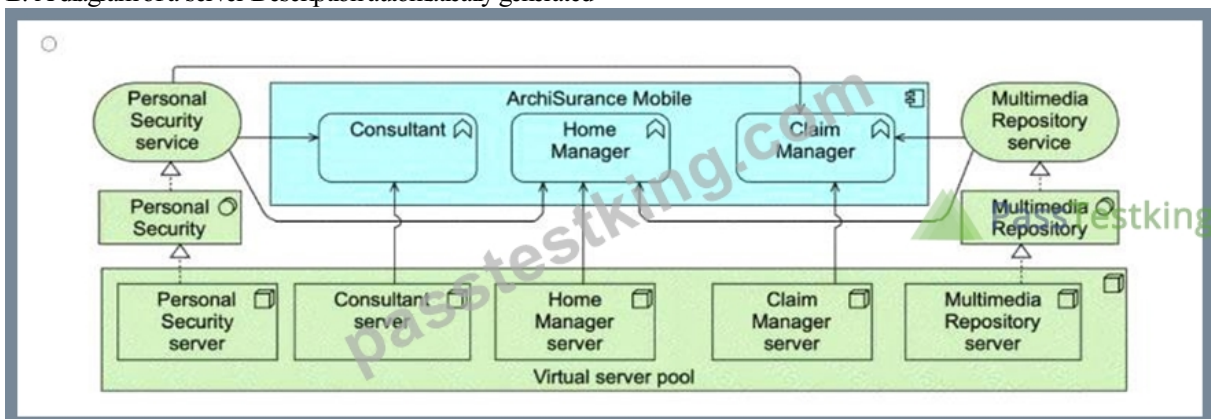 Personal
Security
service
ArchiSurance Mobile
Multimedia
Repository
service
Consultant
Home
Manager
Claim
Manager
Personal
Security
Multimedia
Repository
PassTestking
Personal
Security
server
Consultant
server
Home
Manager
server
Claim
Manager
server
Multimedia
Repository
server
Virtual server pool
passtestking.com